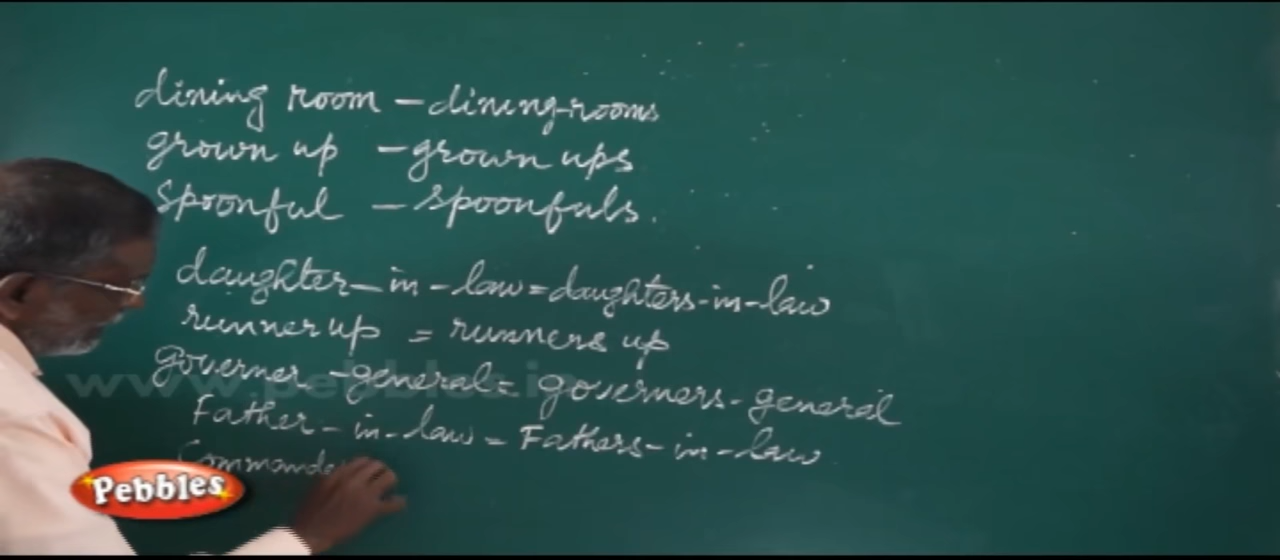 dining room - dining-rooms
grown up - grown ups
spoonful - spoonfuls.
daughter-in-law = daughters-in-law
runner up = runners up
governer-general = governers-general
Father-in-law = Fathers-in-law
Commande
Pebbles